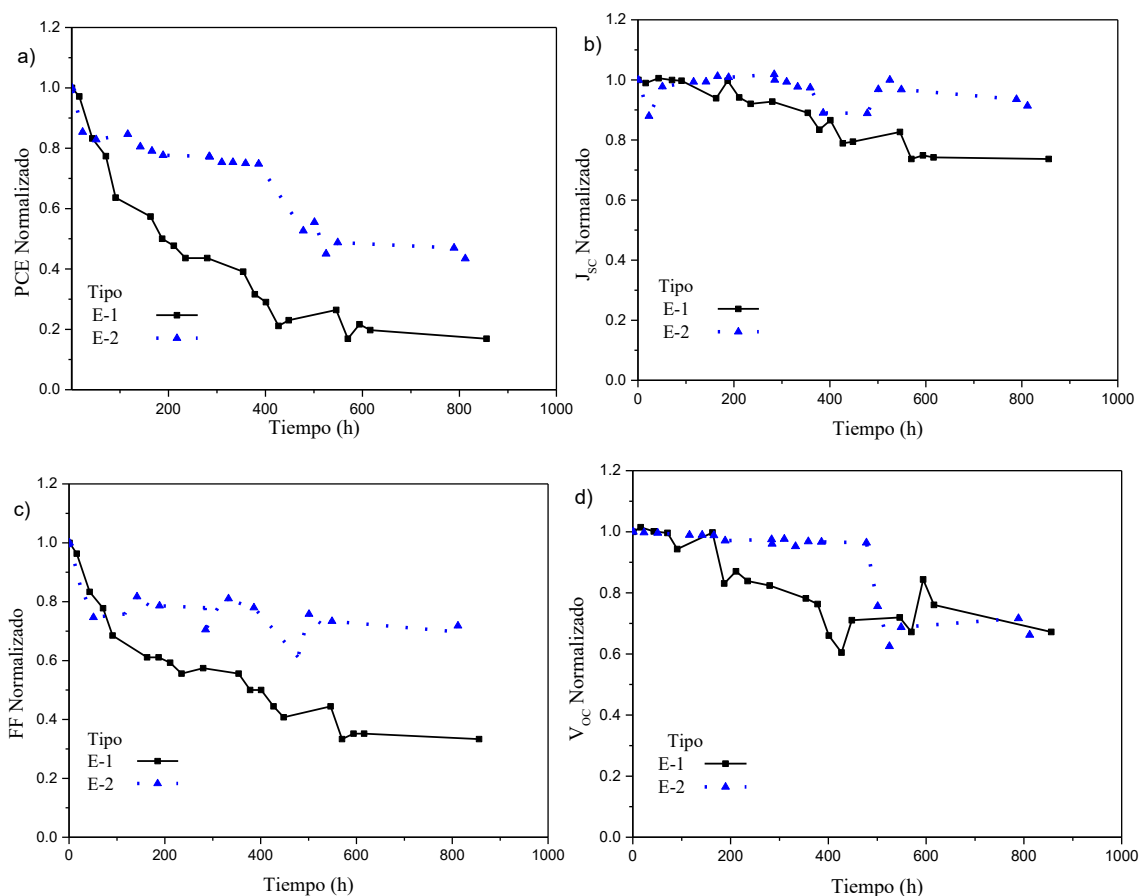 a)
1.2
1.0
0.8
0.6
0.4
0.2
0.0
PCE Normalizado
Tipo
E-1
E-2
200
400
600
800
1000
Tiempo (h)
b)
1.2
1.0
0.8
0.6
0.4
0.2
0.0
JSC Normalizado
Tipo
E-1
E-2
0
200
400
600
800
1000
Tiempo (h)
c)
1.2
1.0
0.8
0.6
0.4
0.2
0.0
FF Normalizado
Tipo
E-1
E-2
0
200
400
600
800
1000
Tiempo (h)
d)
1.2
1.0
0.8
0.6
0.4
0.2
0.0
VOC Normalizado
Tipo
E-1
E-2
0
200
400
600
800
1000
Tiempo (h)